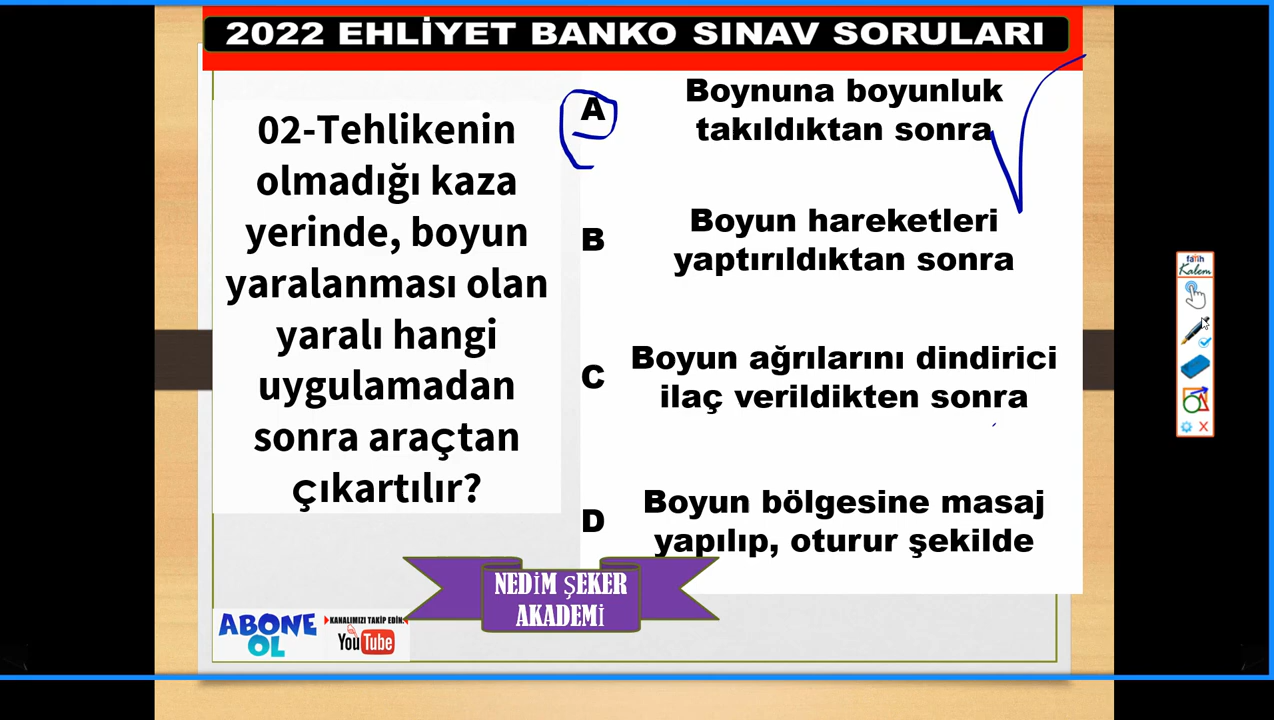 2022 EHLİYET BANKO SINAV SORULARI
02-Tehlikenin
olmadığı kaza
yerinde, boyun
yaralanması olan
yaralı hangi
uygulamadan
sonra araçtan
çıkartılır?
A
Boynuna boyunluk
takıldıktan sonra
B
Boyun hareketleri
yaptırıldıktan sonra
C
Boyun ağrılarını dindirici
ilaç verildikten sonra
D
Boyun bölgesine masaj
yapılıp, oturur şekilde
NEDİM ŞEKER
AKADEMİ
ABONE
OL
KANALIMIZI TAKİP EDİN.
YouTube
fatih
Kalem